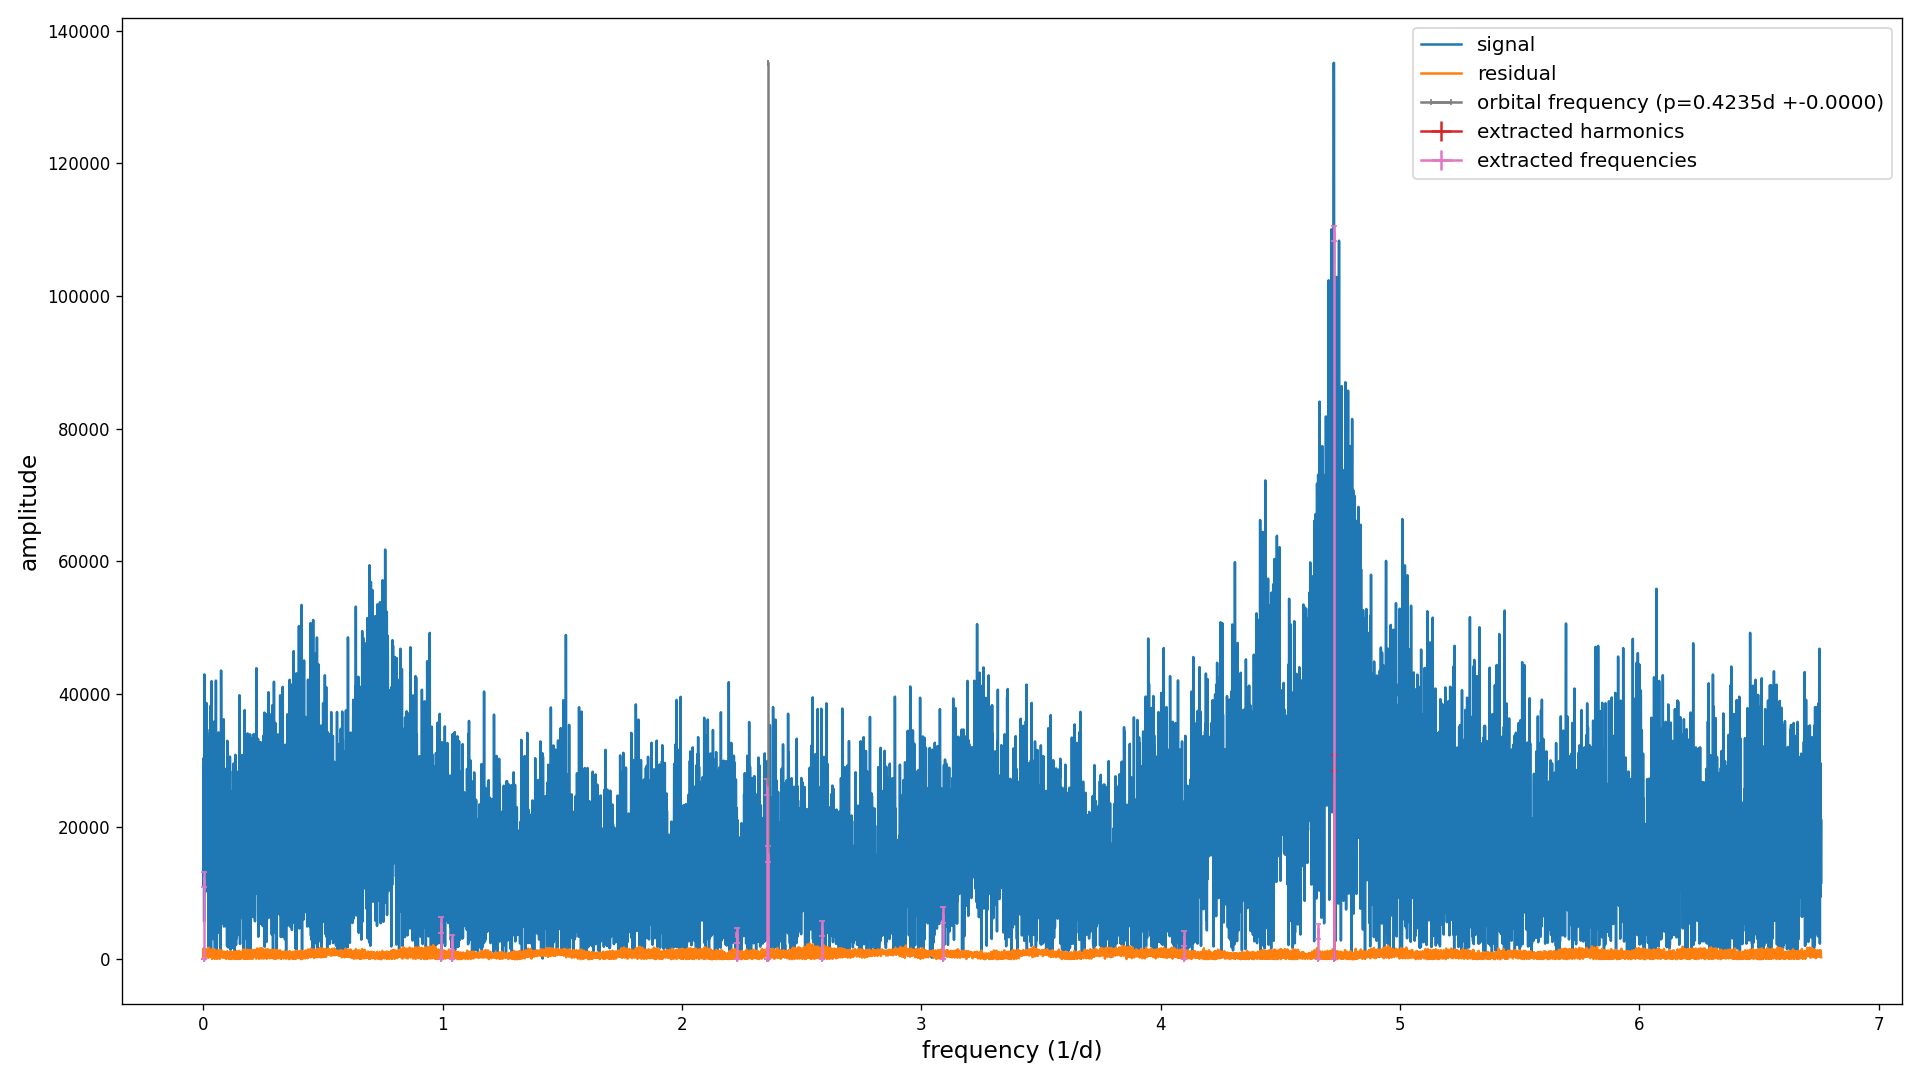 140000
120000
100000
80000
60000
40000
20000
0
amplitude
signal
residual
orbital frequency (p=0.4235d +-0.0000)
extracted harmonics
extracted frequencies
0 1 2 3 4 5 6 7
frequency (1/d)